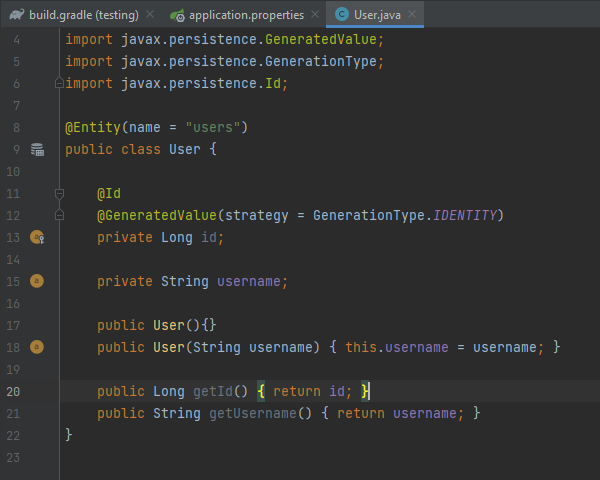 build.gradle (testing) application.properties User.java
4 import javax.persistence.GeneratedValue;
5 import javax.persistence.GenerationType;
6 import javax.persistence.Id;
7
8 @Entity(name = "users")
9 public class User {
10
11 @Id
12 @GeneratedValue(strategy = GenerationType.IDENTITY)
13 private Long id;
14
15 private String username;
16
17 public User(){}
18 public User(String username) { this.username = username; }
19
20 public Long getId() { return id; }
21 public String getUsername() { return username; }
22 }
23